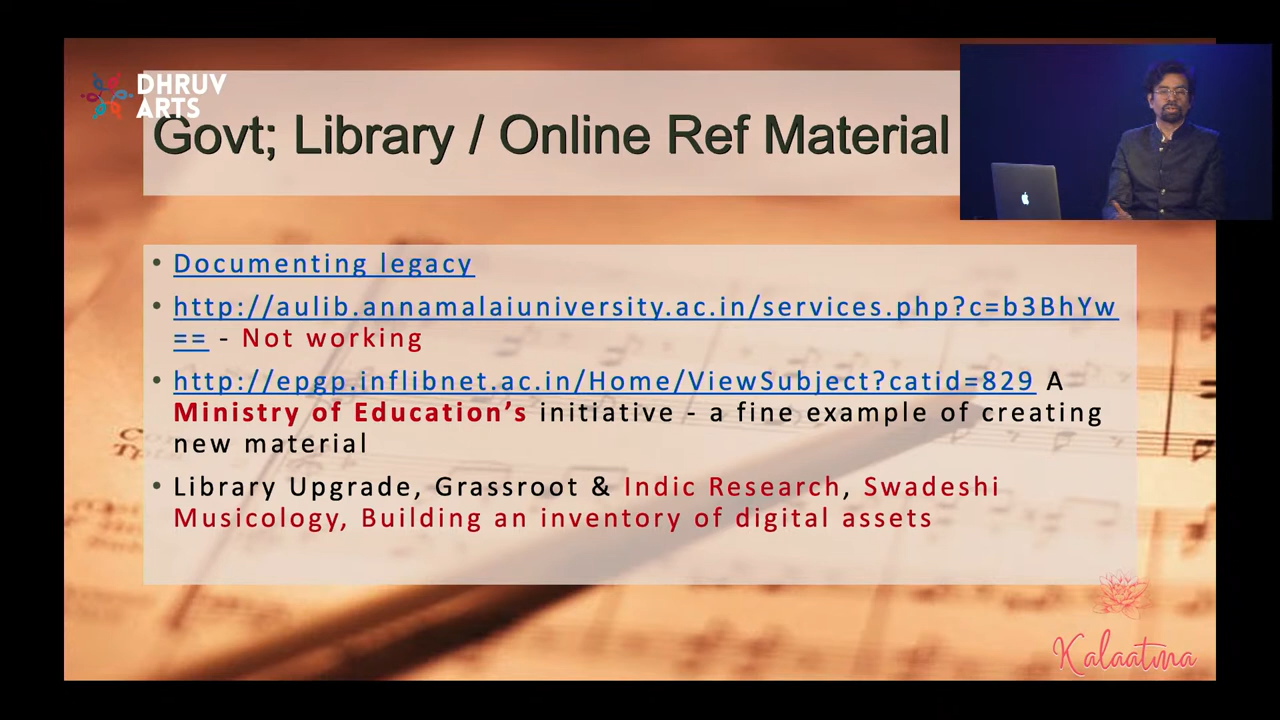 DHRUV
ARTS
Govt; Library / Online Ref Material
• Documenting legacy
• http://aulib.annamalaiuniversity.ac.in/services.php?c=b3BhYw
== - Not working
• http://epgp.inflibnet.ac.in/Home/ViewSubject?catid=829 A
Ministry of Education’s initiative - a fine example of creating
new material
• Library Upgrade, Grassroot & Indic Research, Swadeshi
Musicology, Building an inventory of digital assets
Kalaatma